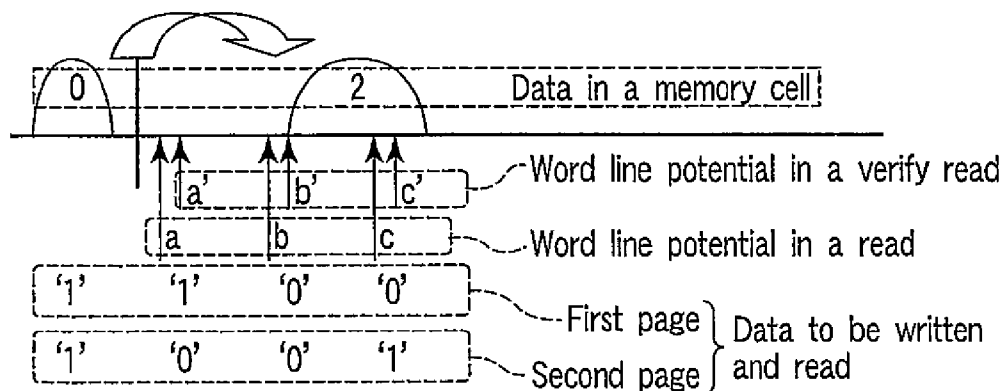 0 2 Data in a memory cell
a' b' c' Word line potential in a verify read
a b c Word line potential in a read
'1' '1' '0' '0' First page
'1' '0' '0' '1' Second page
Data to be written
and read